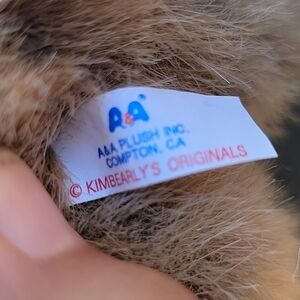 A&A
A&A PLUSH INC.
COMPTON, CA
© KIMBEARLY'S ORIGINALS